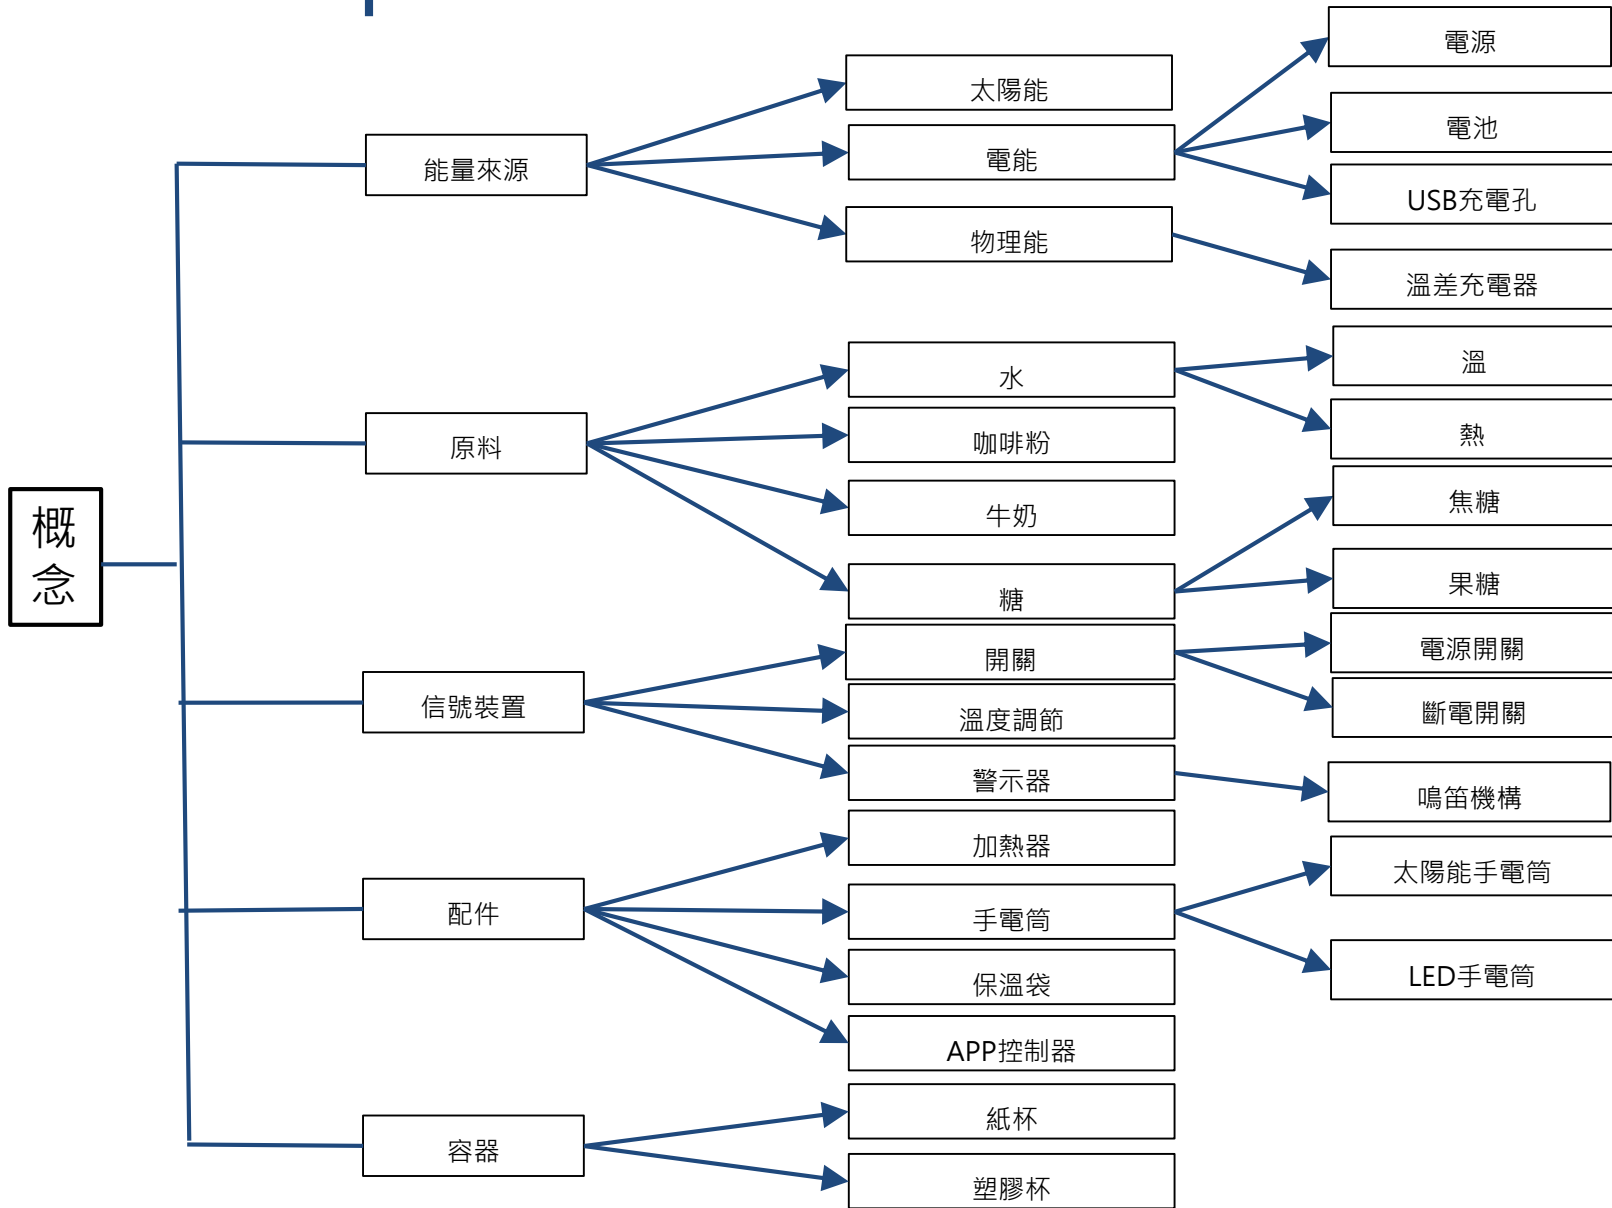 概
念
能量來源
太陽能
電能
電源
電池
USB充電孔
物理能
溫差充電器
原料
水
溫
熱
咖啡粉
牛奶
糖
焦糖
果糖
信號裝置
開關
電源開關
斷電開關
溫度調節
警示器
鳴笛機構
配件
加熱器
手電筒
太陽能手電筒
LED手電筒
保溫袋
APP控制器
容器
紙杯
塑膠杯